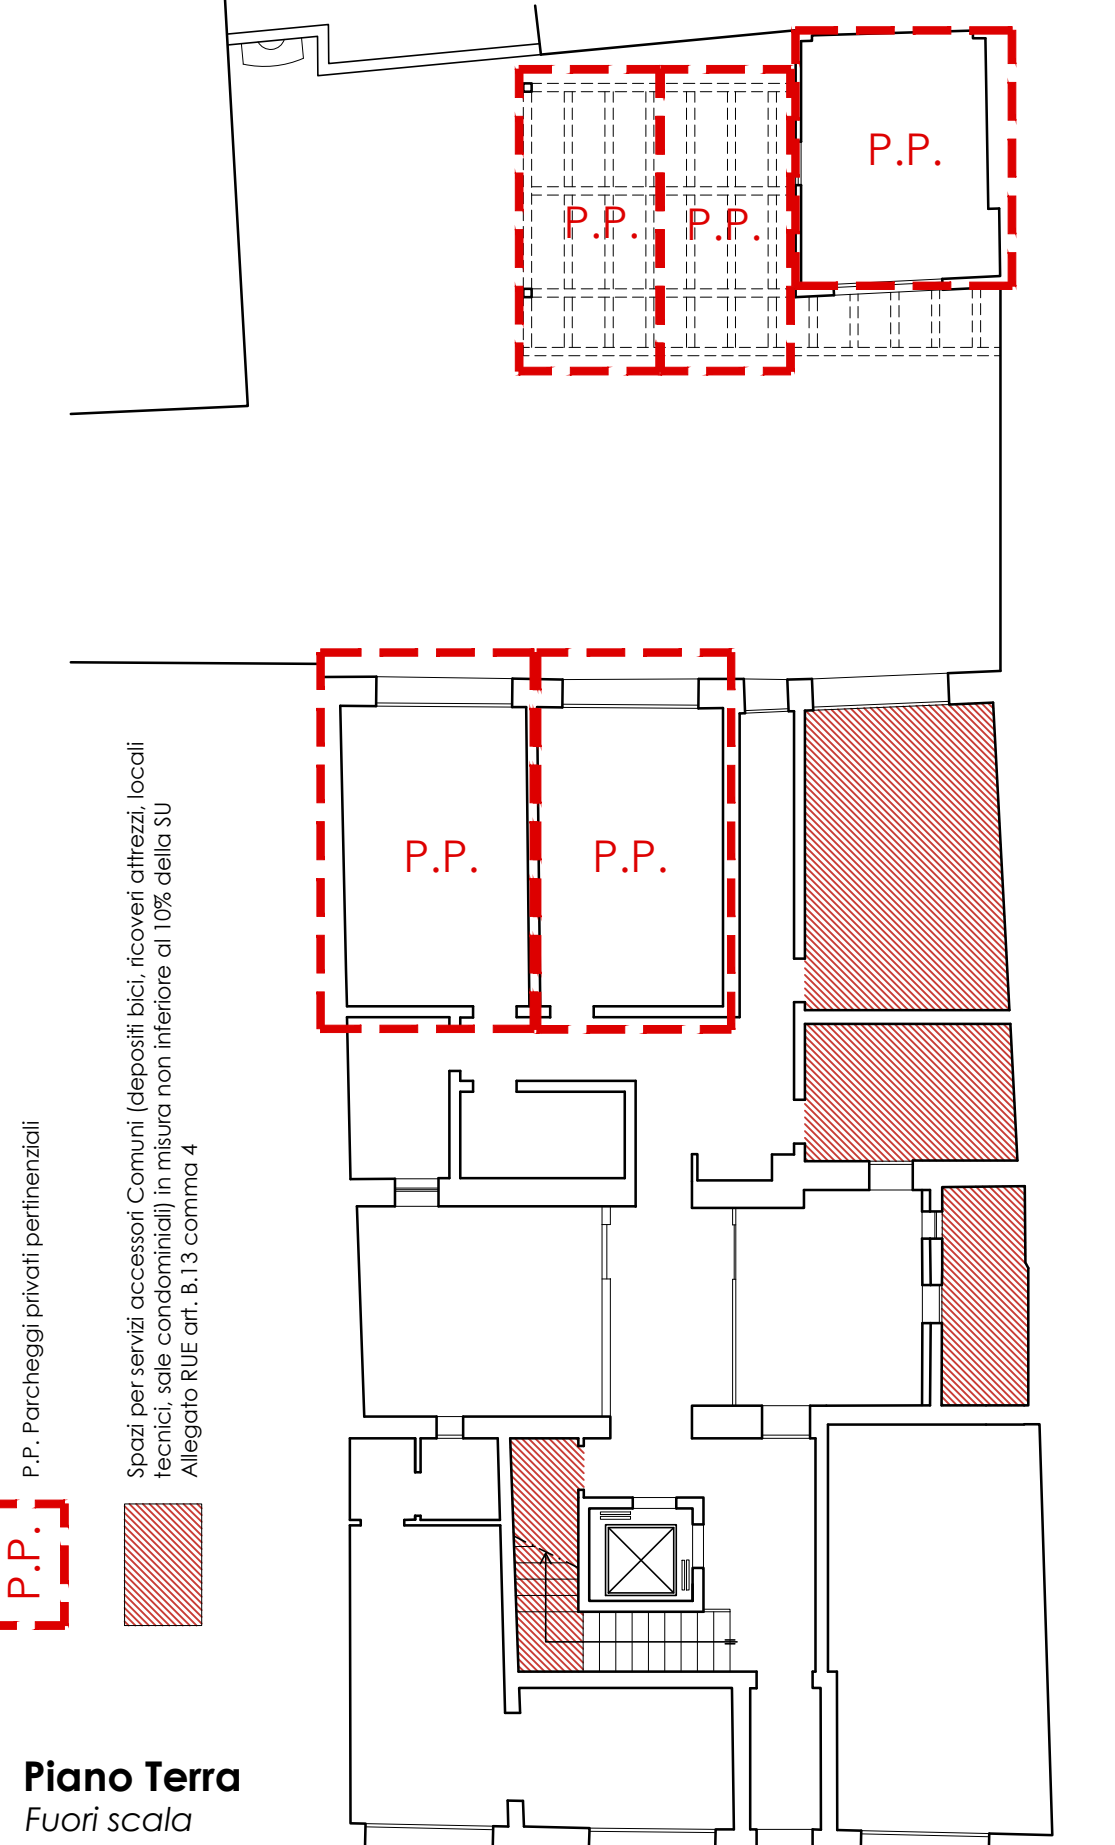 P.P.
P.P.
P.P.
P.P.
P.P.
P.P. Parcheggi privati pertinenziali
Spazi per servizi accessori Comuni (depositi bici, ricoveri attrezzi, locali
tecnici, sale condominiali) in misura non inferiore al 10% della SU
Allegato RUE art. B.13 comma 4
P.P.
Piano Terra
Fuori scala